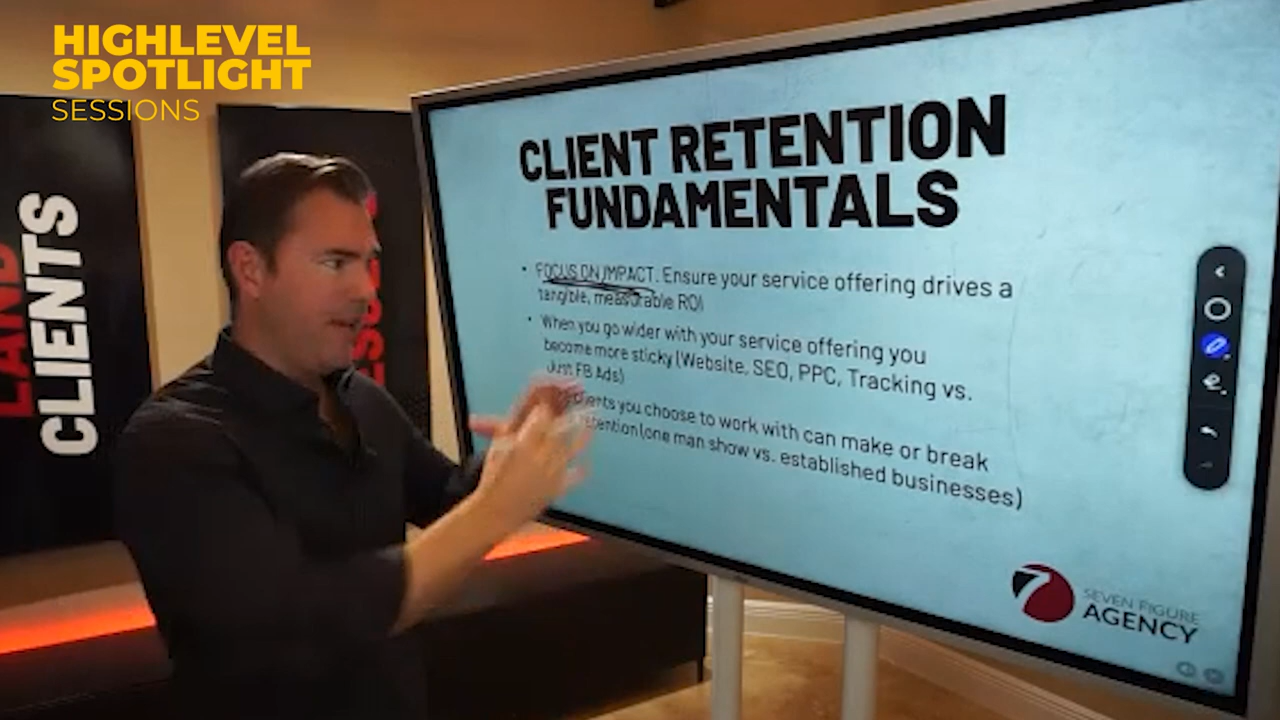 HIGHLEVEL
SPOTLIGHT
SESSIONS
LAND
CLIENTS
CLIENT RETENTION
FUNDAMENTALS
• FOCUS ON IMPACT. Ensure your service offering drives a
tangible, measurable ROI
• When you go wider with your service offering you
become more sticky (Website, SEO, PPC, Tracking vs.
Just FB Ads)
you choose to work with can make or break
(one man show vs. established businesses)
7
SEVEN FIGURE
AGENCY